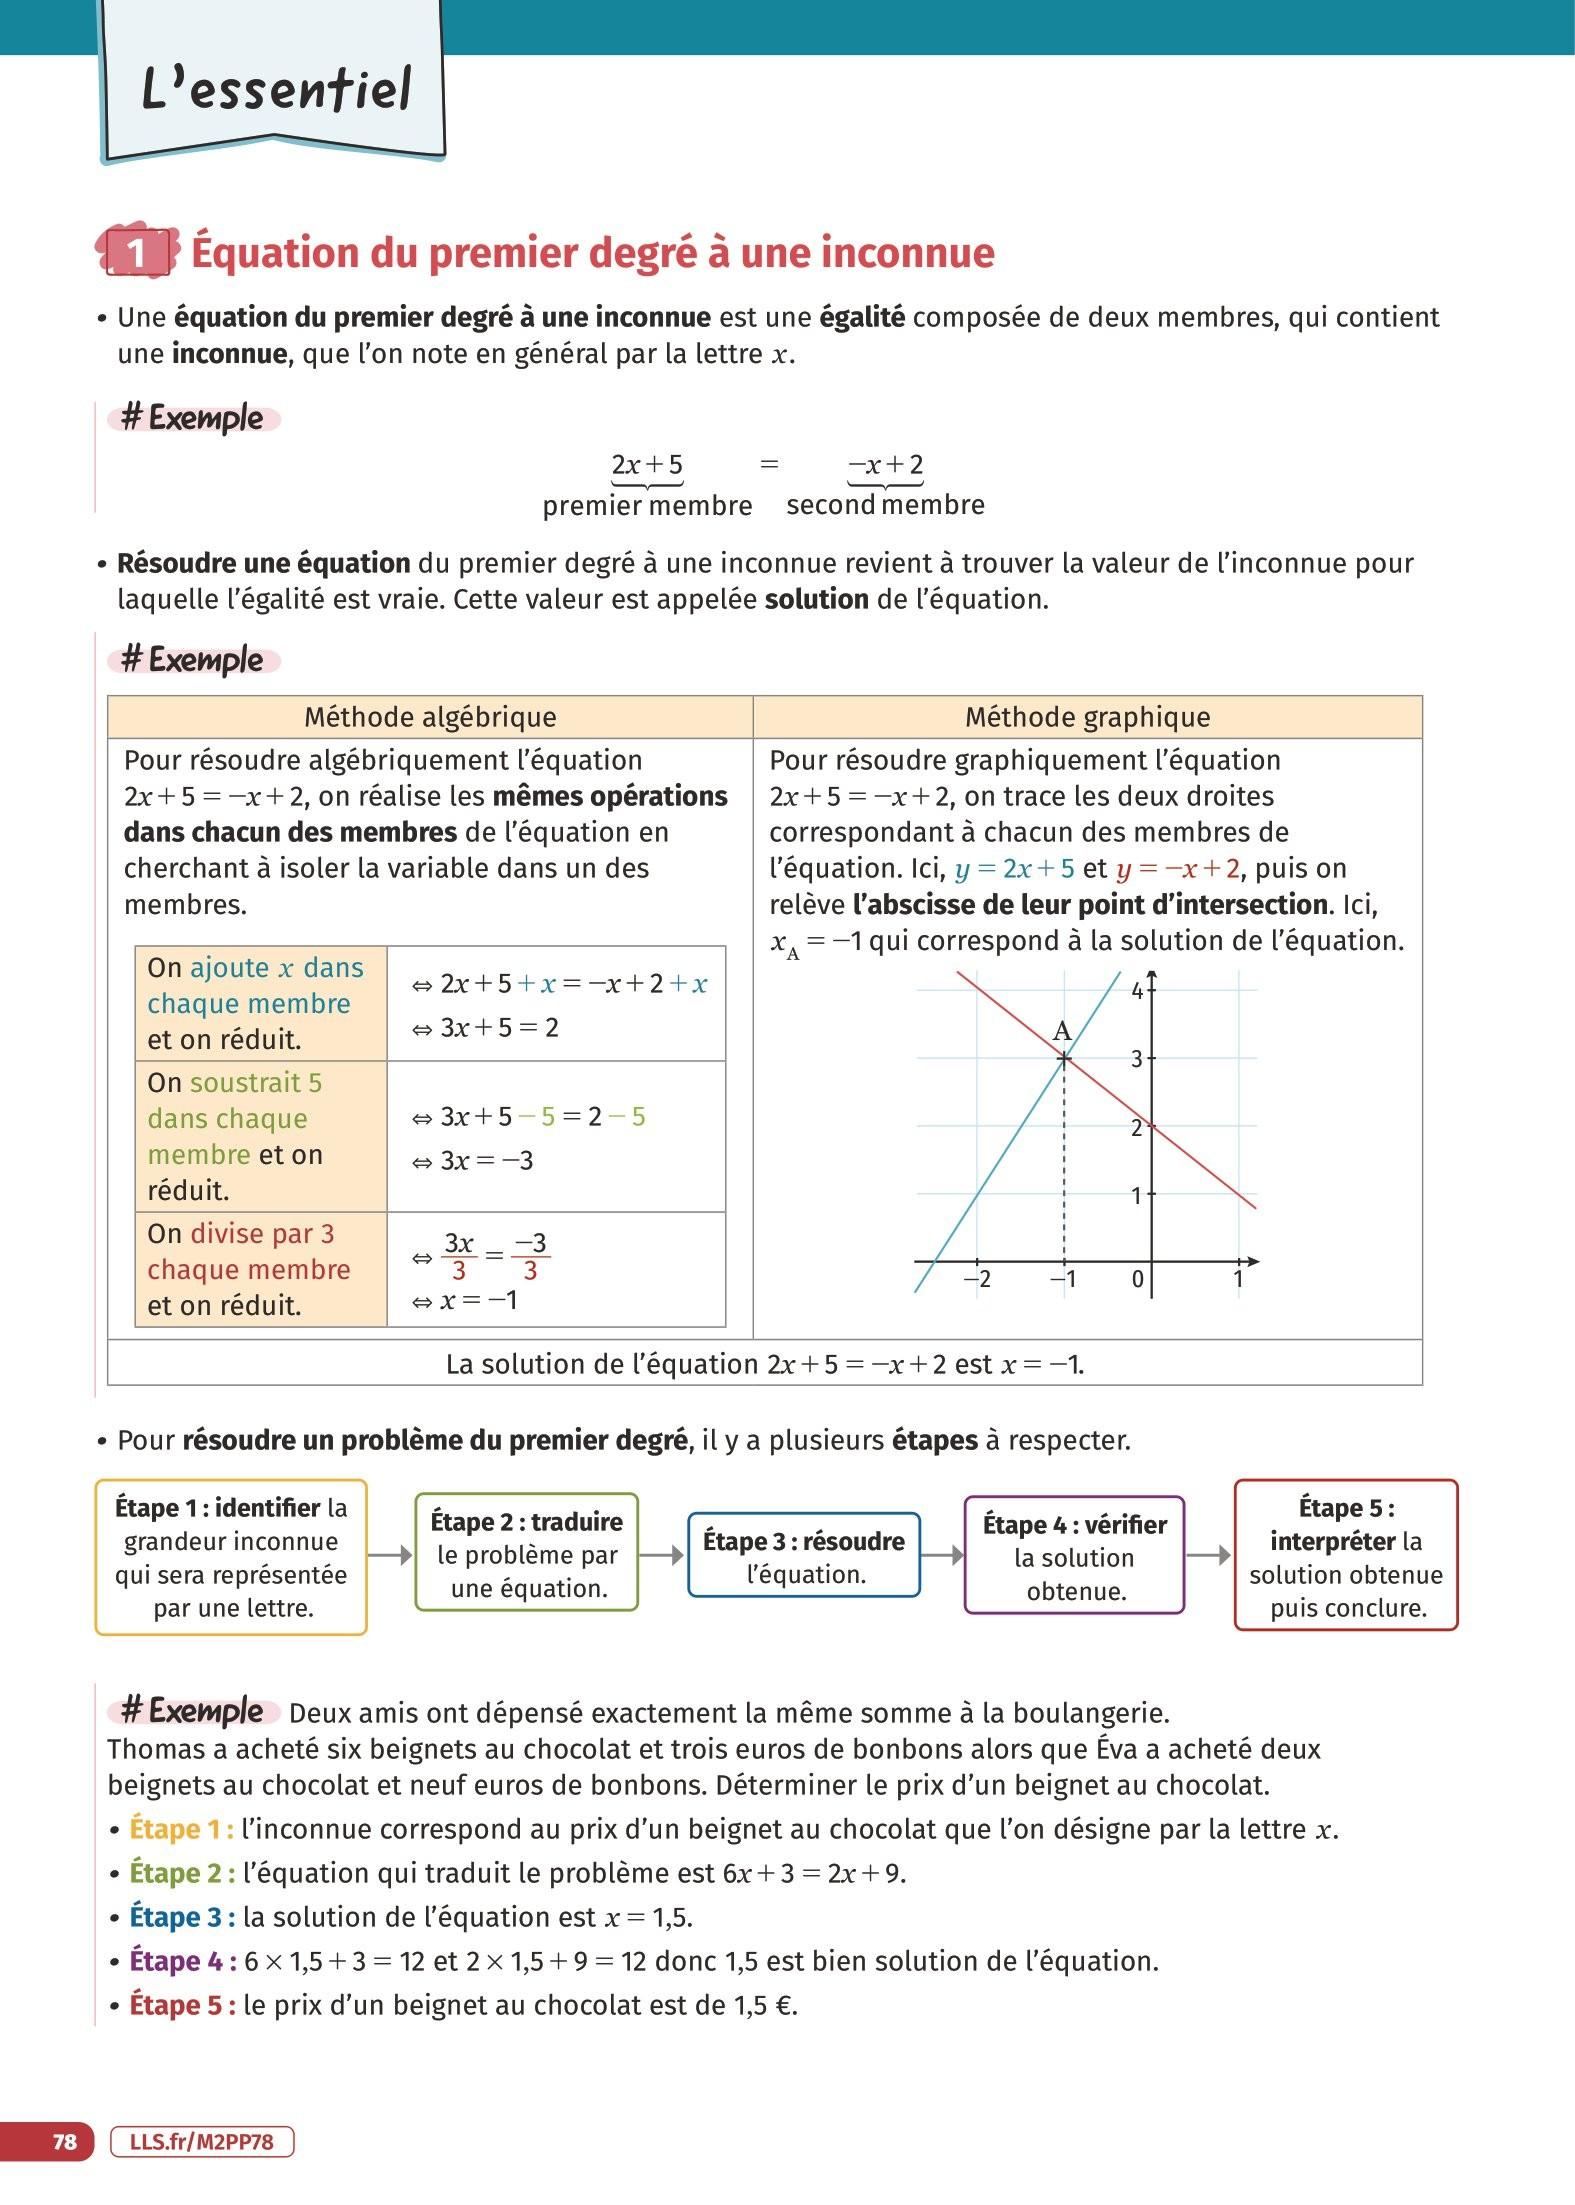 L'essentiel
1 Équation du premier degré à une inconnue
• Une équation du premier degré à une inconnue est une égalité composée de deux membres, qui contient
une inconnue, que l'on note en général par la lettre x.
# Exemple
2x + 5 = −x + 2
premier membre second membre
• Résoudre une équation du premier degré à une inconnue revient à trouver la valeur de l'inconnue pour
laquelle l'égalité est vraie. Cette valeur est appelée solution de l'équation.
# Exemple
Méthode algébrique
Pour résoudre algébriquement l'équation
2x + 5 = −x + 2, on réalise les mêmes opérations
dans chacun des membres de l'équation en
cherchant à isoler la variable dans un des
membres.
On ajoute x dans
chaque membre
et on réduit.
⇔ 2x + 5 + x = −x + 2 + x
⇔ 3x + 5 = 2
On soustrait 5
dans chaque
membre et on
réduit.
⇔ 3x + 5 − 5 = 2 − 5
⇔ 3x = −3
On divise par 3
chaque membre
et on réduit.
⇔ 3x/3 = −3/3
⇔ x = −1
Méthode graphique
Pour résoudre graphiquement l'équation
2x + 5 = −x + 2, on trace les deux droites
correspondant à chacun des membres de
l'équation. Ici, y = 2x + 5 et y = −x + 2, puis on
relève l'abscisse de leur point d'intersection. Ici,
x_A = −1 qui correspond à la solution de l'équation.
4
A
3
2
1
−2 −1 0 1
La solution de l'équation 2x + 5 = −x + 2 est x = −1.
• Pour résoudre un problème du premier degré, il y a plusieurs étapes à respecter.
Étape 1 : identifier la
grandeur inconnue
qui sera représentée
par une lettre.
Étape 2 : traduire
le problème par
une équation.
Étape 3 : résoudre
l'équation.
Étape 4 : vérifier
la solution
obtenue.
Étape 5 :
interpréter la
solution obtenue
puis conclure.
# Exemple Deux amis ont dépensé exactement la même somme à la boulangerie.
Thomas a acheté six beignets au chocolat et trois euros de bonbons alors que Éva a acheté deux
beignets au chocolat et neuf euros de bonbons. Déterminer le prix d'un beignet au chocolat.
• Étape 1 : l'inconnue correspond au prix d'un beignet au chocolat que l'on désigne par la lettre x.
• Étape 2 : l'équation qui traduit le problème est 6x + 3 = 2x + 9.
• Étape 3 : la solution de l'équation est x = 1,5.
• Étape 4 : 6 × 1,5 + 3 = 12 et 2 × 1,5 + 9 = 12 donc 1,5 est bien solution de l'équation.
• Étape 5 : le prix d'un beignet au chocolat est de 1,5 €.
78 LLS.fr/M2PP78